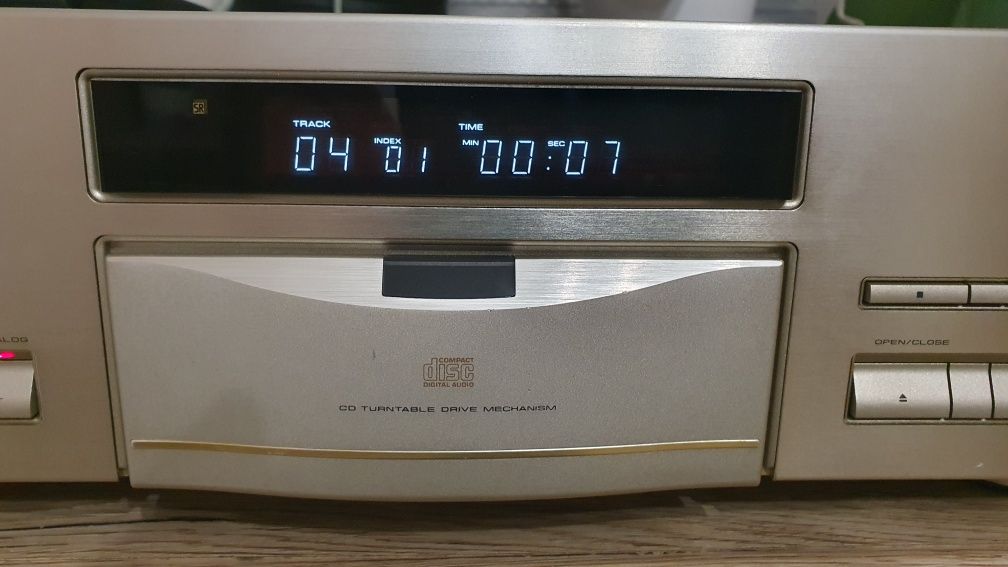 SR
TRACK
TIME
INDEX
MIN
SEC
04 01 00:07
ALOG
OPEN/CLOSE
COMPACT
disc
DIGITAL AUDIO
CD TURNTABLE DRIVE MECHANISM